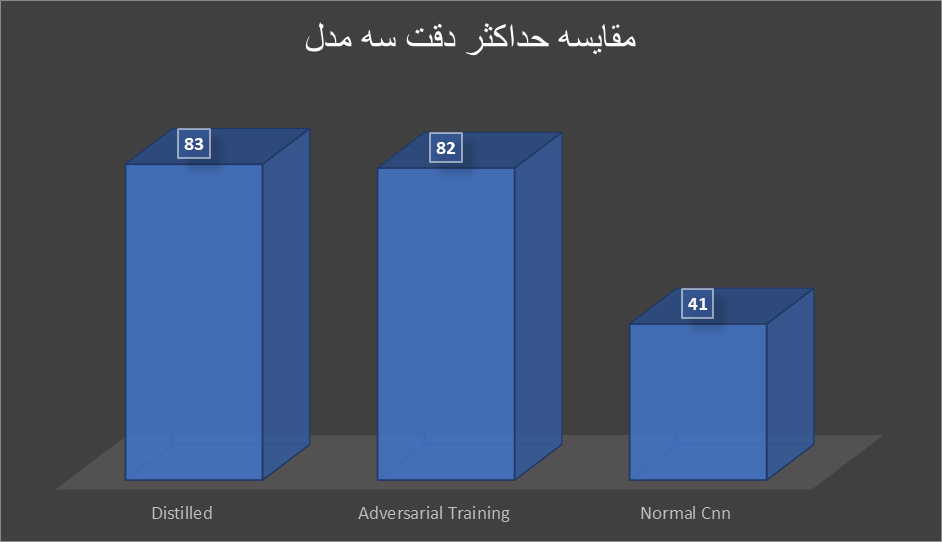 مقایسه حداکثر دقت سه مدل
83
82
41
Distilled
Adversarial Training
Normal Cnn